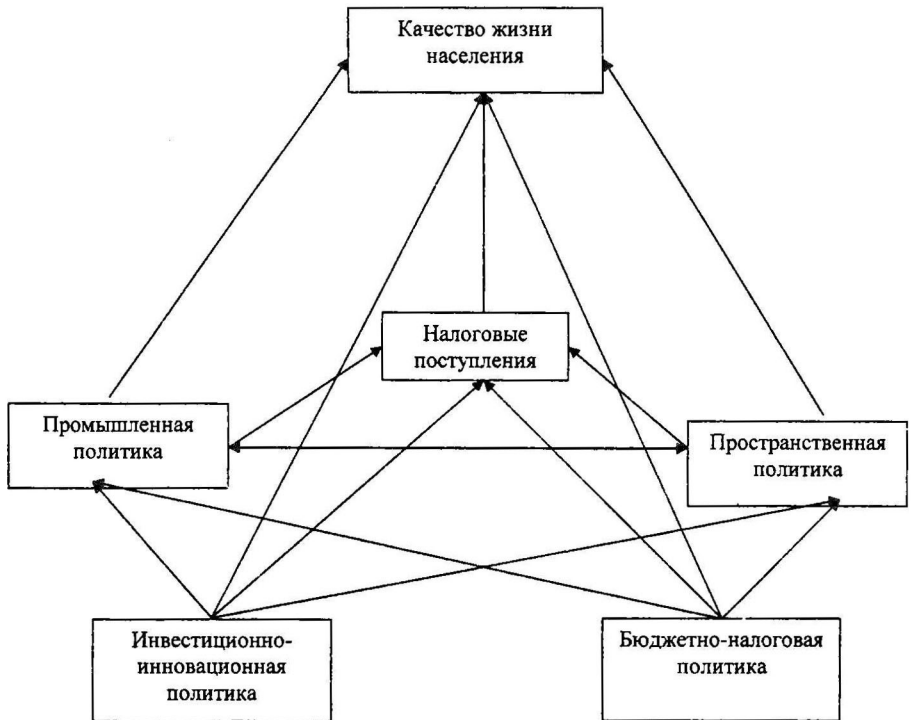 Качество жизни
населения
Налоговые
поступления
Промышленная
политика
Пространственная
политика
Инвестиционно-
инновационная
политика
Бюджетно-налоговая
политика